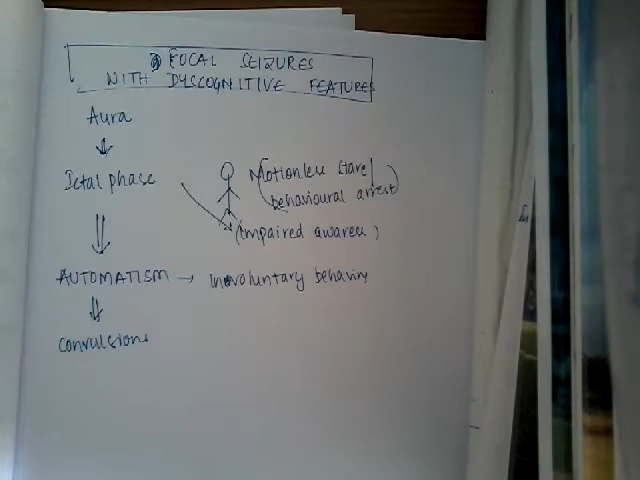 FOCAL SEIZURES
WITH DYSCOGNITIVE FEATURES
Aura
Ictal phase
Motionless stare
behavioural arrest
(impaired awareness)
AUTOMATISM → involuntary behaviour
Convulsions